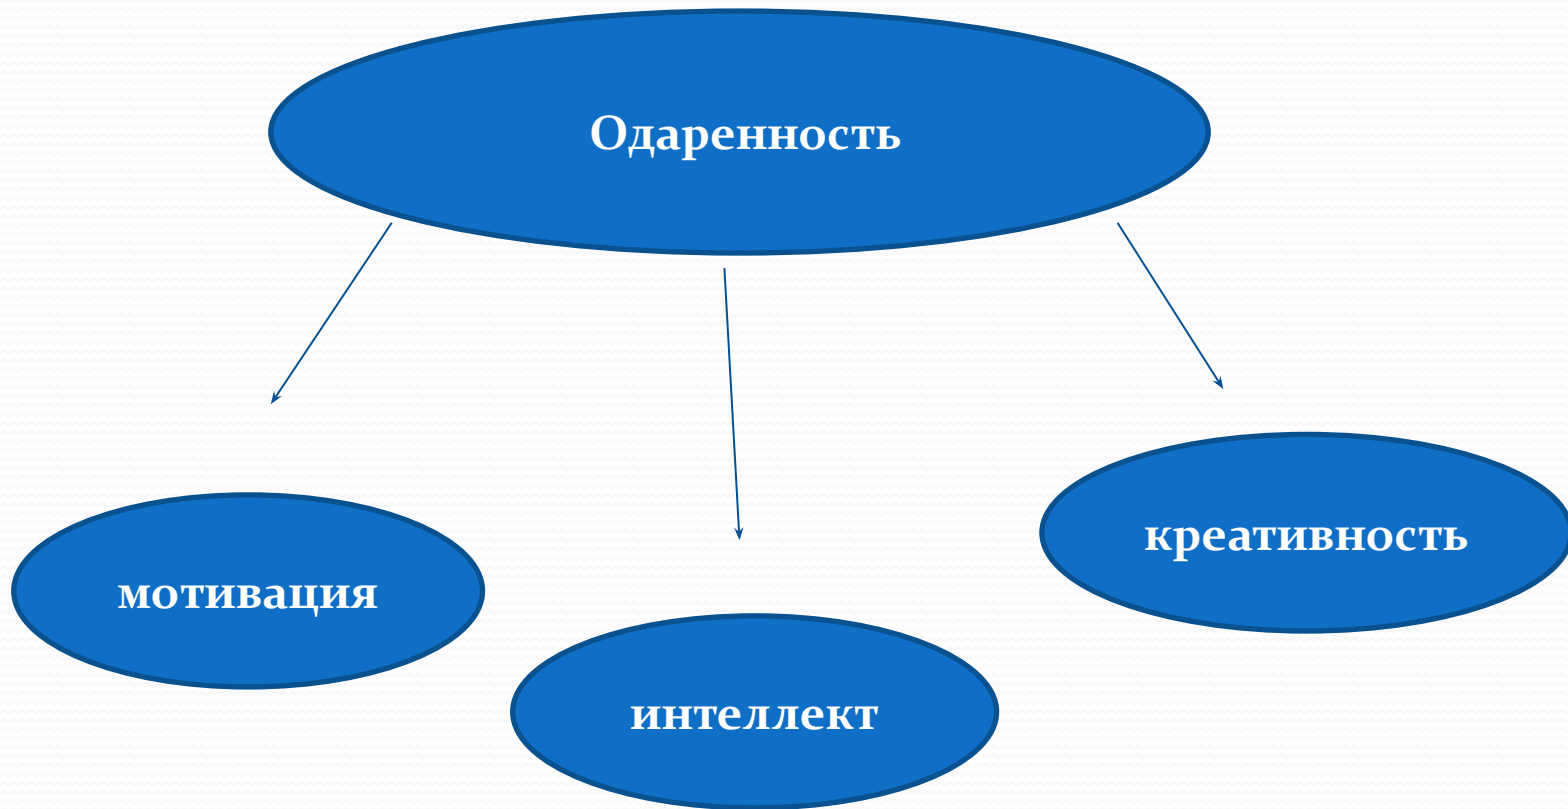 Одаренность
мотивация
интеллект
креативность